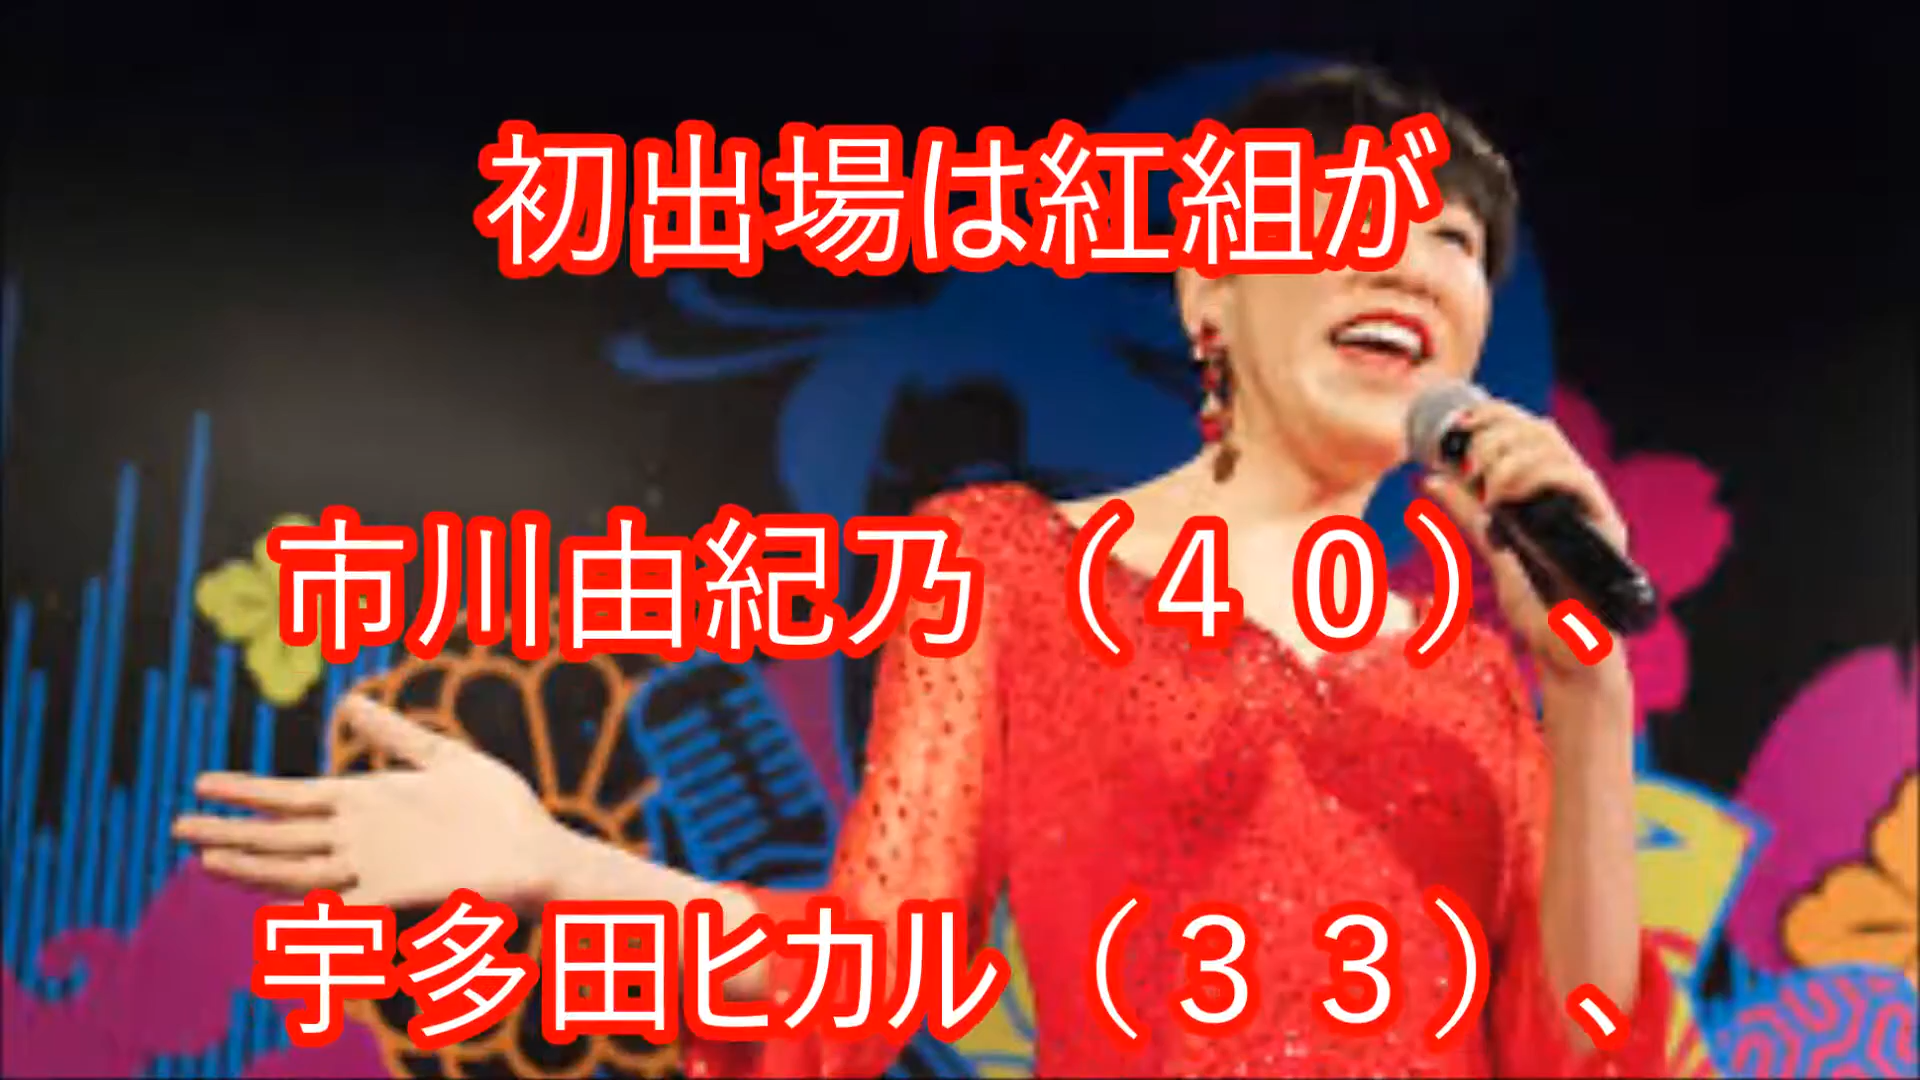 初出場は紅組が
市川由紀乃（４０）、
宇多田ヒカル（３３）、